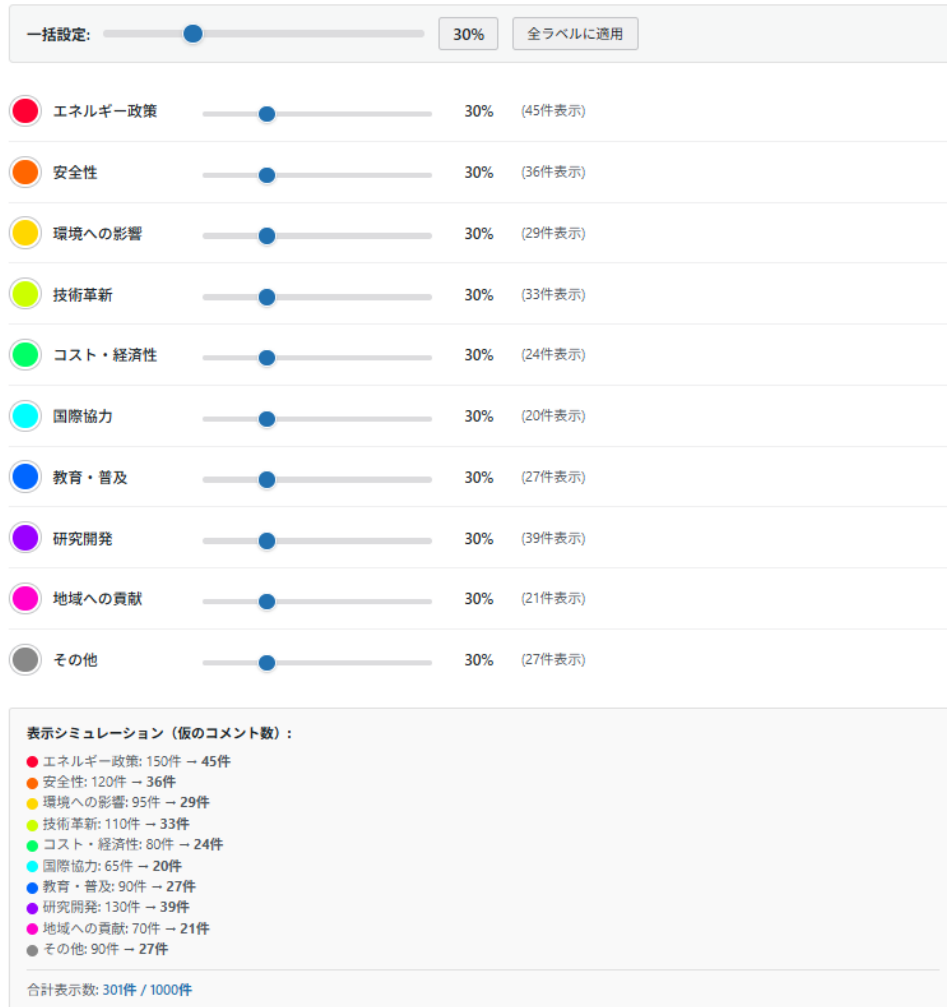 一括設定: 30% 全ラベルに適用
エネルギー政策 30% (45件表示)
安全性 30% (36件表示)
環境への影響 30% (29件表示)
技術革新 30% (33件表示)
コスト・経済性 30% (24件表示)
国際協力 30% (20件表示)
教育・普及 30% (27件表示)
研究開発 30% (39件表示)
地域への貢献 30% (21件表示)
その他 30% (27件表示)
表示シミュレーション（仮のコメント数）:
エネルギー政策: 150件 → 45件
安全性: 120件 → 36件
環境への影響: 95件 → 29件
技術革新: 110件 → 33件
コスト・経済性: 80件 → 24件
国際協力: 65件 → 20件
教育・普及: 90件 → 27件
研究開発: 130件 → 39件
地域への貢献: 70件 → 21件
その他: 90件 → 27件
合計表示数: 301件 / 1000件